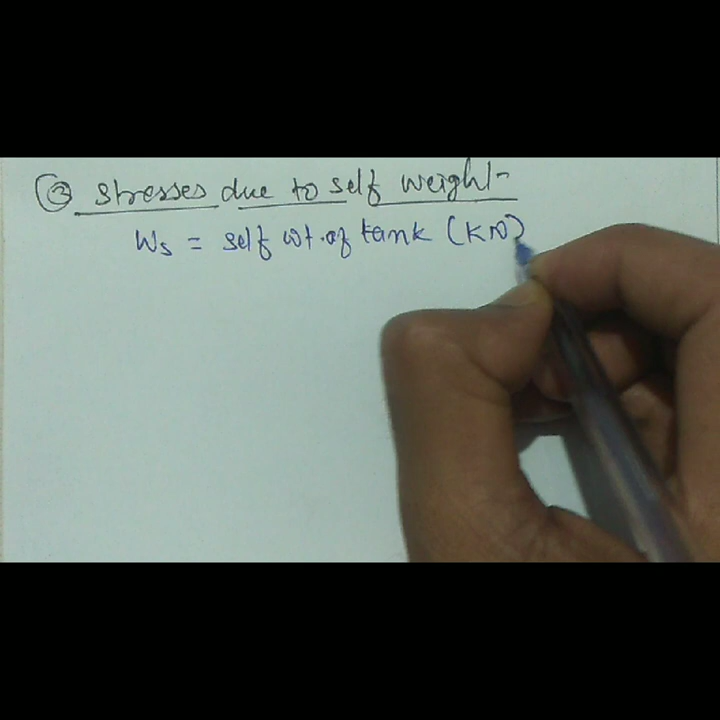 ③ Stresses due to self weight-
Ws = self wt. of tank (KN)